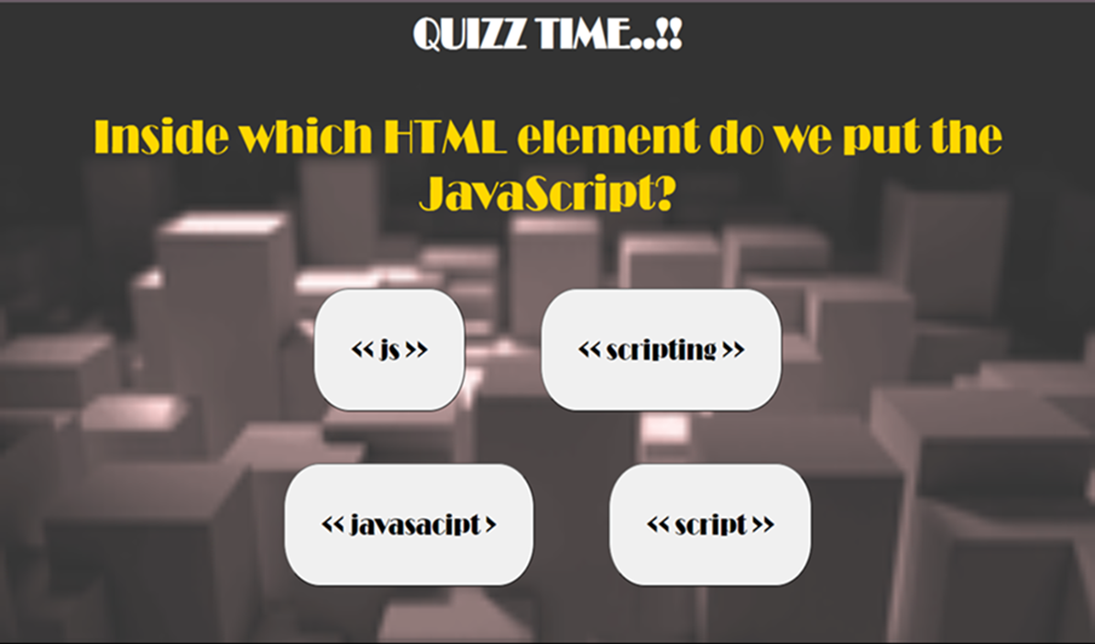 QUIZZ TIME..!!
Inside which HTML element do we put the
JavaScript?
<< js >>
<< scripting >>
<< javasacipt >
<< script >>